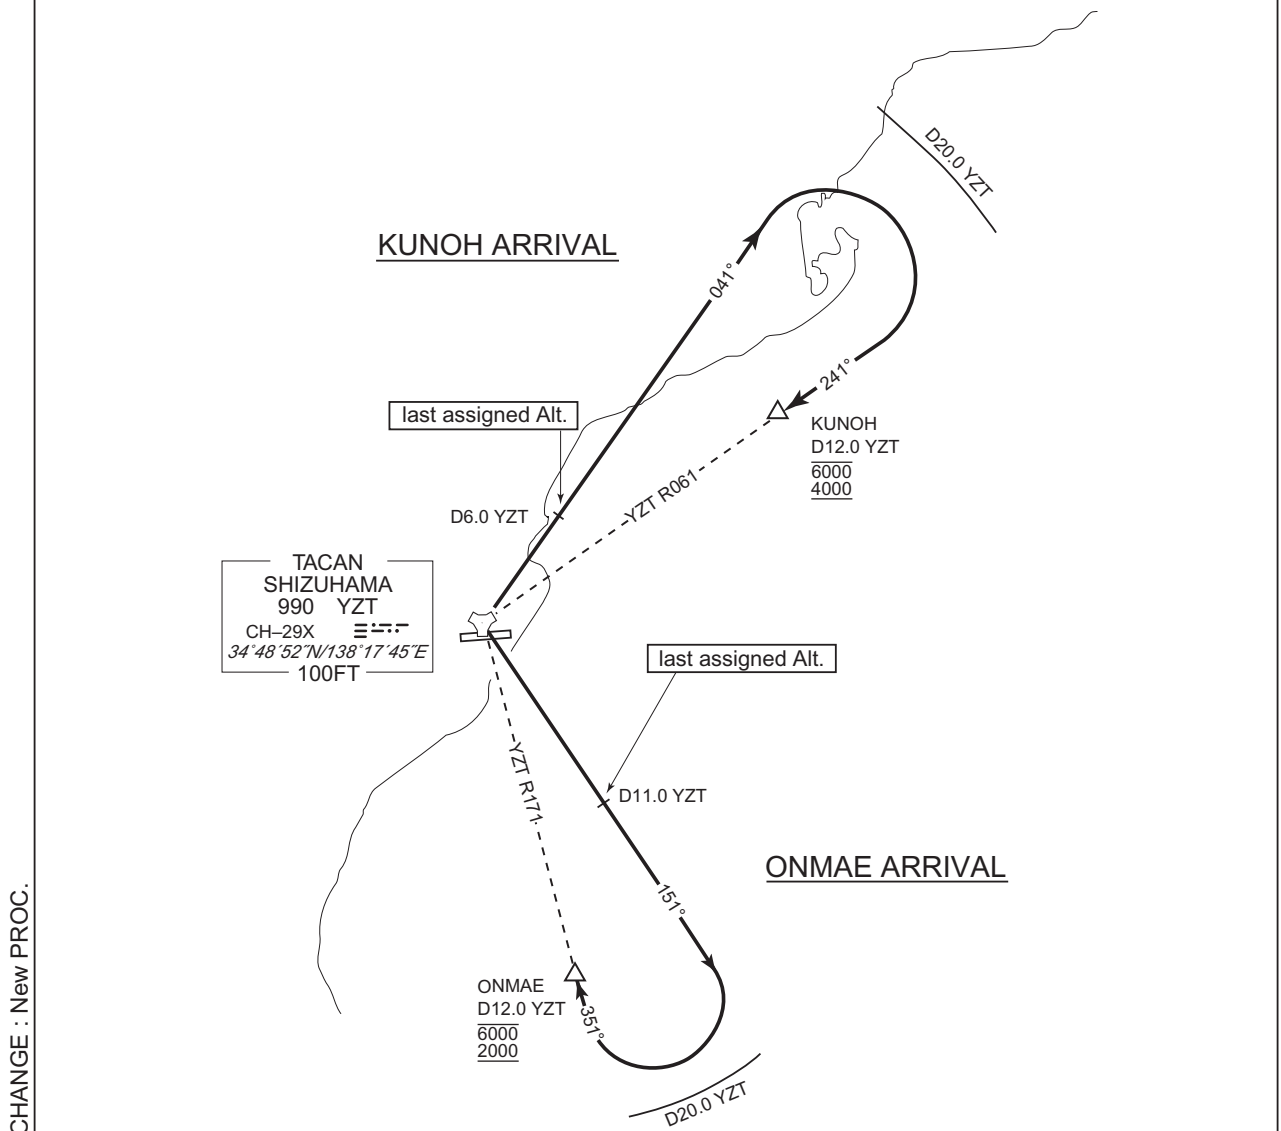 D20.0 YZT
KUNOH ARRIVAL
041°
241°
last assigned Alt.
KUNOH
D12.0 YZT
6000
4000
YZT R061
D6.0 YZT
TACAN
SHIZUHAMA
990 YZT
CH–29X
34°48´52˝N/138°17´45˝E
100FT
last assigned Alt.
YZT R171
D11.0 YZT
ONMAE ARRIVAL
151°
ONMAE
D12.0 YZT
6000
2000
351°
D20.0 YZT
CHANGE : New PROC.